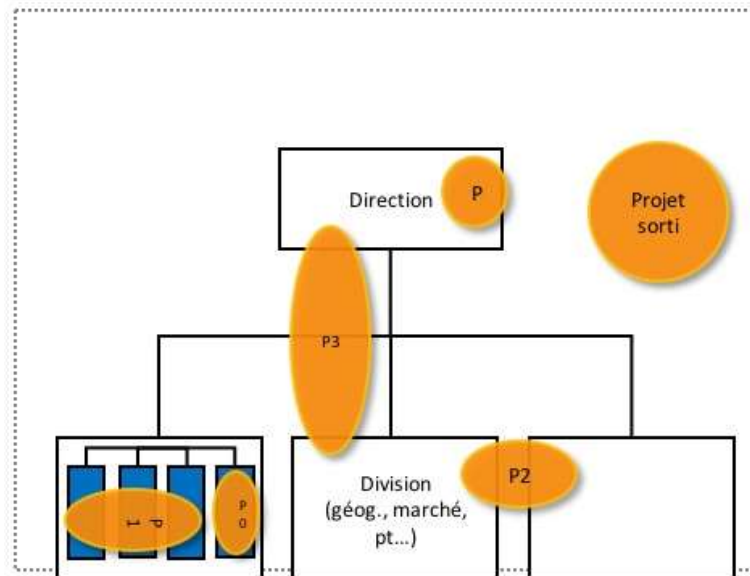 Direction
P
Projet
sorti
P3
P
1
P
0
Division
(géog., marché,
pt...)
P2